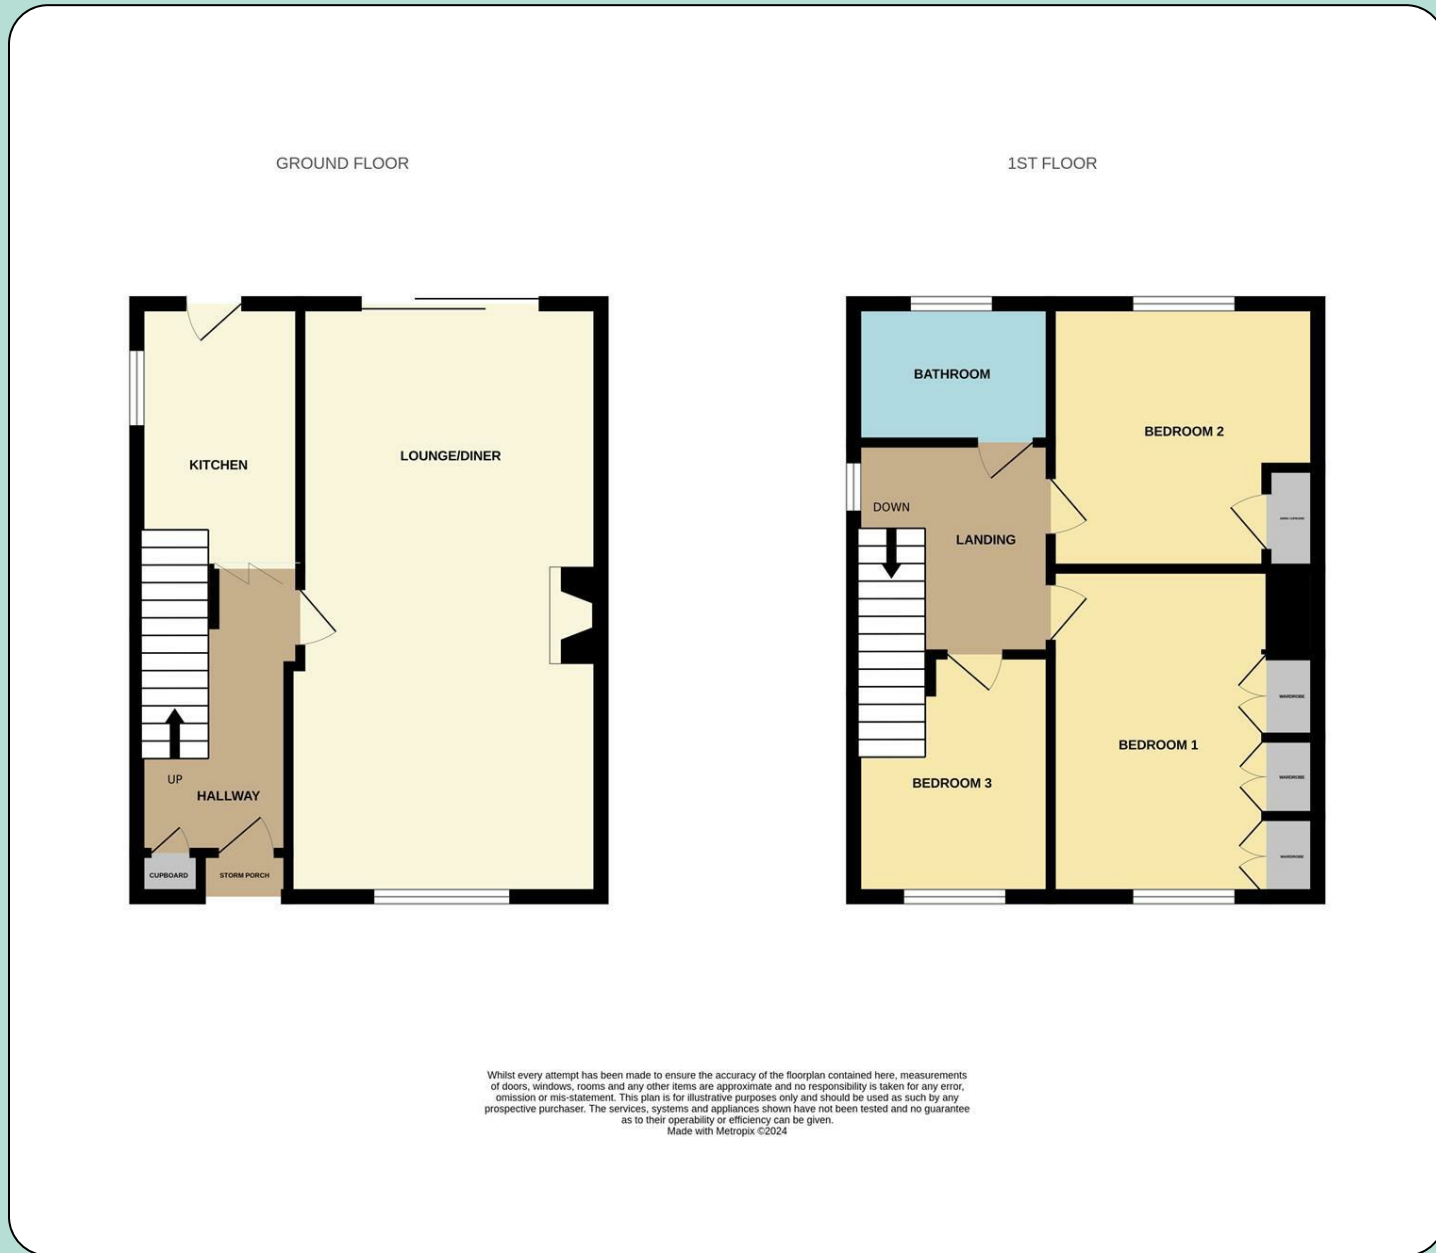 GROUND FLOOR
1ST FLOOR
KITCHEN
LOUNGE/DINER
UP
HALLWAY
CUPBOARD
STORM PORCH
BATHROOM
BEDROOM 2
DOWN
LANDING
WARDROBE
BEDROOM 1
WARDROBE
BEDROOM 3
WARDROBE
Whilst every attempt has been made to ensure the accuracy of the floorplan contained here, measurements
of doors, windows, rooms and any other items are approximate and no responsibility is taken for any error,
omission or mis-statement. This plan is for illustrative purposes only and should be used as such by any
prospective purchaser. The services, systems and appliances shown have not been tested and no guarantee
as to their operability or efficiency can be given.
Made with Metropix ©2024